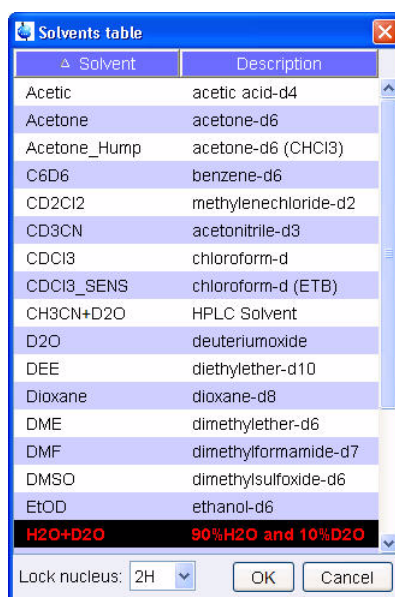 Solvents table
△ Solvent Description
Acetic acetic acid-d4
Acetone acetone-d6
Acetone_Hump acetone-d6 (CHCl3)
C6D6 benzene-d6
CD2Cl2 methylenechloride-d2
CD3CN acetonitrile-d3
CDCl3 chloroform-d
CDCl3_SENS chloroform-d (ETB)
CH3CN+D2O HPLC Solvent
D2O deuteriumoxide
DEE diethylether-d10
Dioxane dioxane-d8
DME dimethylether-d6
DMF dimethylformamide-d7
DMSO dimethylsulfoxide-d6
EtOD ethanol-d6
H2O+D2O 90%H2O and 10%D2O
Lock nucleus: 2H OK Cancel